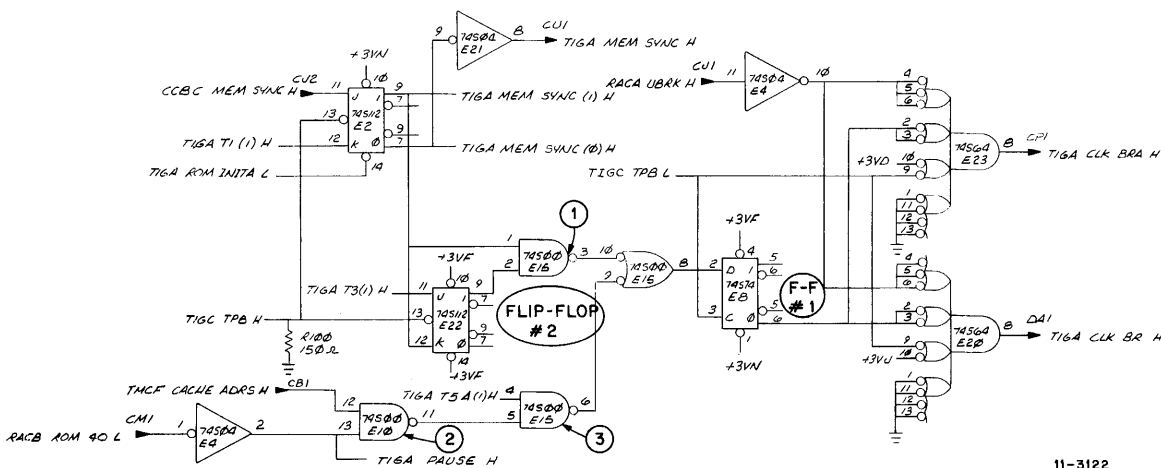 9
74S04
E21
8
CU1
TIGA MEM SYNC H
+3VN
CCBC MEM SYNC H
CU2
11
10
J 1
9
7
TIGA MEM SYNC (1) H
13
74S112
E2
TIGA T1 (1) H
12
K 0
9
7
TIGA MEM SYNC (0) H
14
TIGA ROM INITA L
RACA UBRK H
CU1
11
74S04
E4
10
4
5
6
2
3
+3VD
10
9
1
11
12
13
74S64
E23
8
CP1
TIGA CLK BRA H
TIGC TPB L
1
1
2
74S00
E16
3
10
9
74S00
E15
8
+3VF
4
2
D 1
5
6
74S74
E8
3
C 0
5
6
1
+3VN
F-F
#1
+3VF
TIGA T3(1) H
11
10
J 1
9
7
TIGC TPB H
13
74S112
E22
12
K 0
9
7
14
+3VF
FLIP-FLOP
#2
R100
150Ω
4
5
6
2
3
9
+3VU
10
1
11
12
13
74S64
E20
8
DA1
TIGA CLK BR H
TMCF CACHE ADRS H
CB1
12
74S00
E10
11
13
2
TIGA T5A(1)H
4
5
74S00
E15
6
3
RACB ROM 40 L
CM1
1
74S04
E4
2
TIGA PAUSE H
11-3122